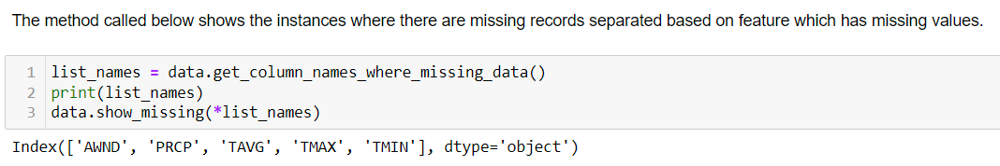 The method called below shows the instances where there are missing records separated based on feature which has missing values.
1 list_names = data.get_column_names_where_missing_data()
2 print(list_names)
3 data.show_missing(*list_names)
Index(['AWND', 'PRCP', 'TAVG', 'TMAX', 'TMIN'], dtype='object')